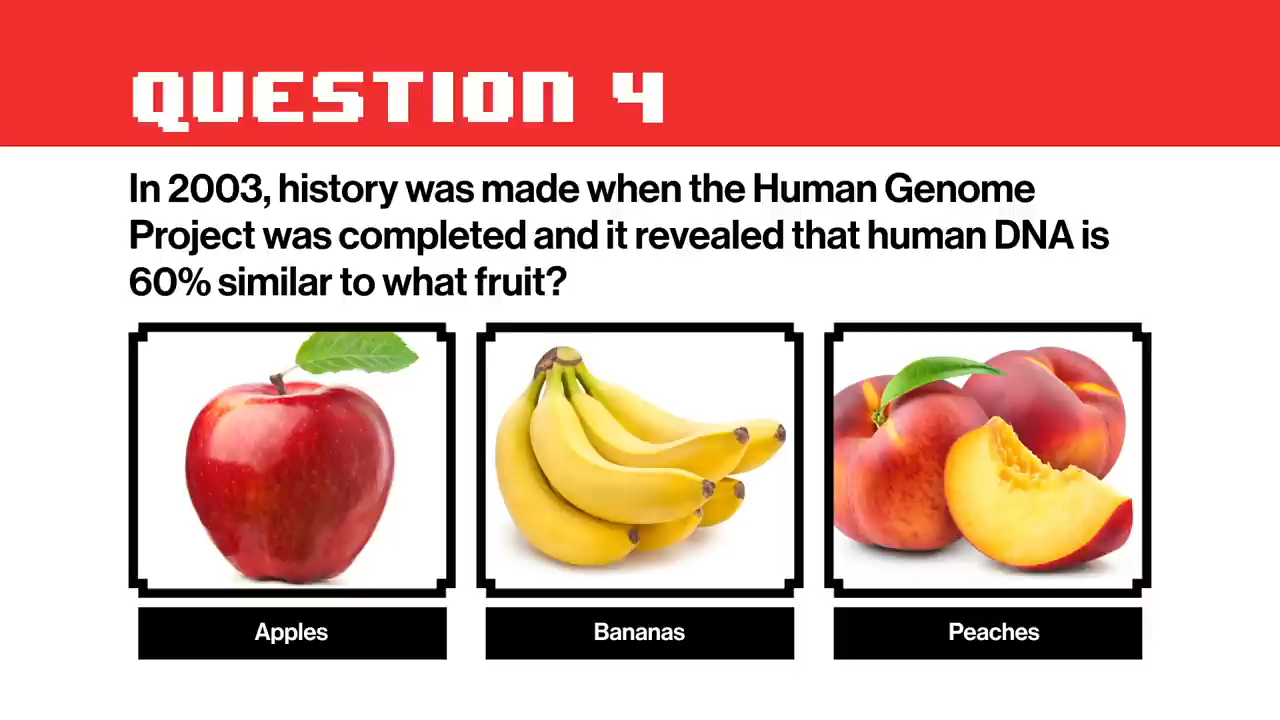 QUESTION 4
In 2003, history was made when the Human Genome
Project was completed and it revealed that human DNA is
60% similar to what fruit?
Apples
Bananas
Peaches